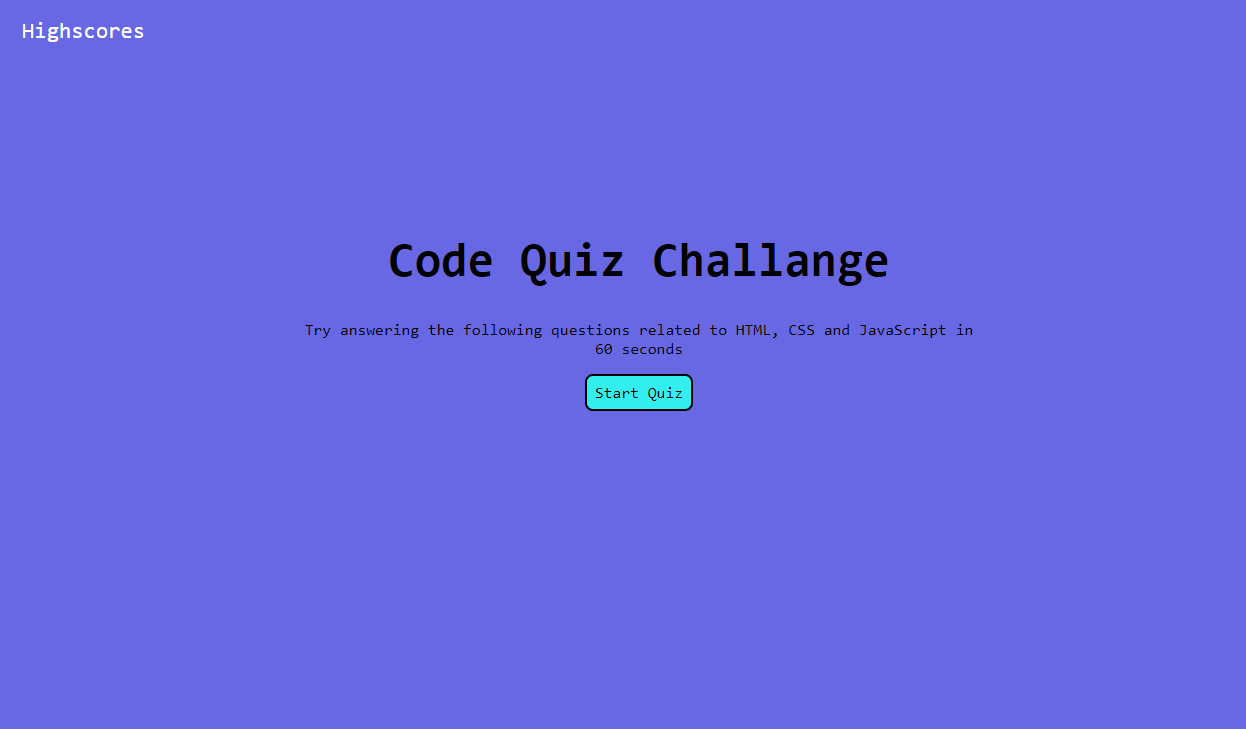 Highscores
Code Quiz Challange
Try answering the following questions related to HTML, CSS and JavaScript in
60 seconds
Start Quiz